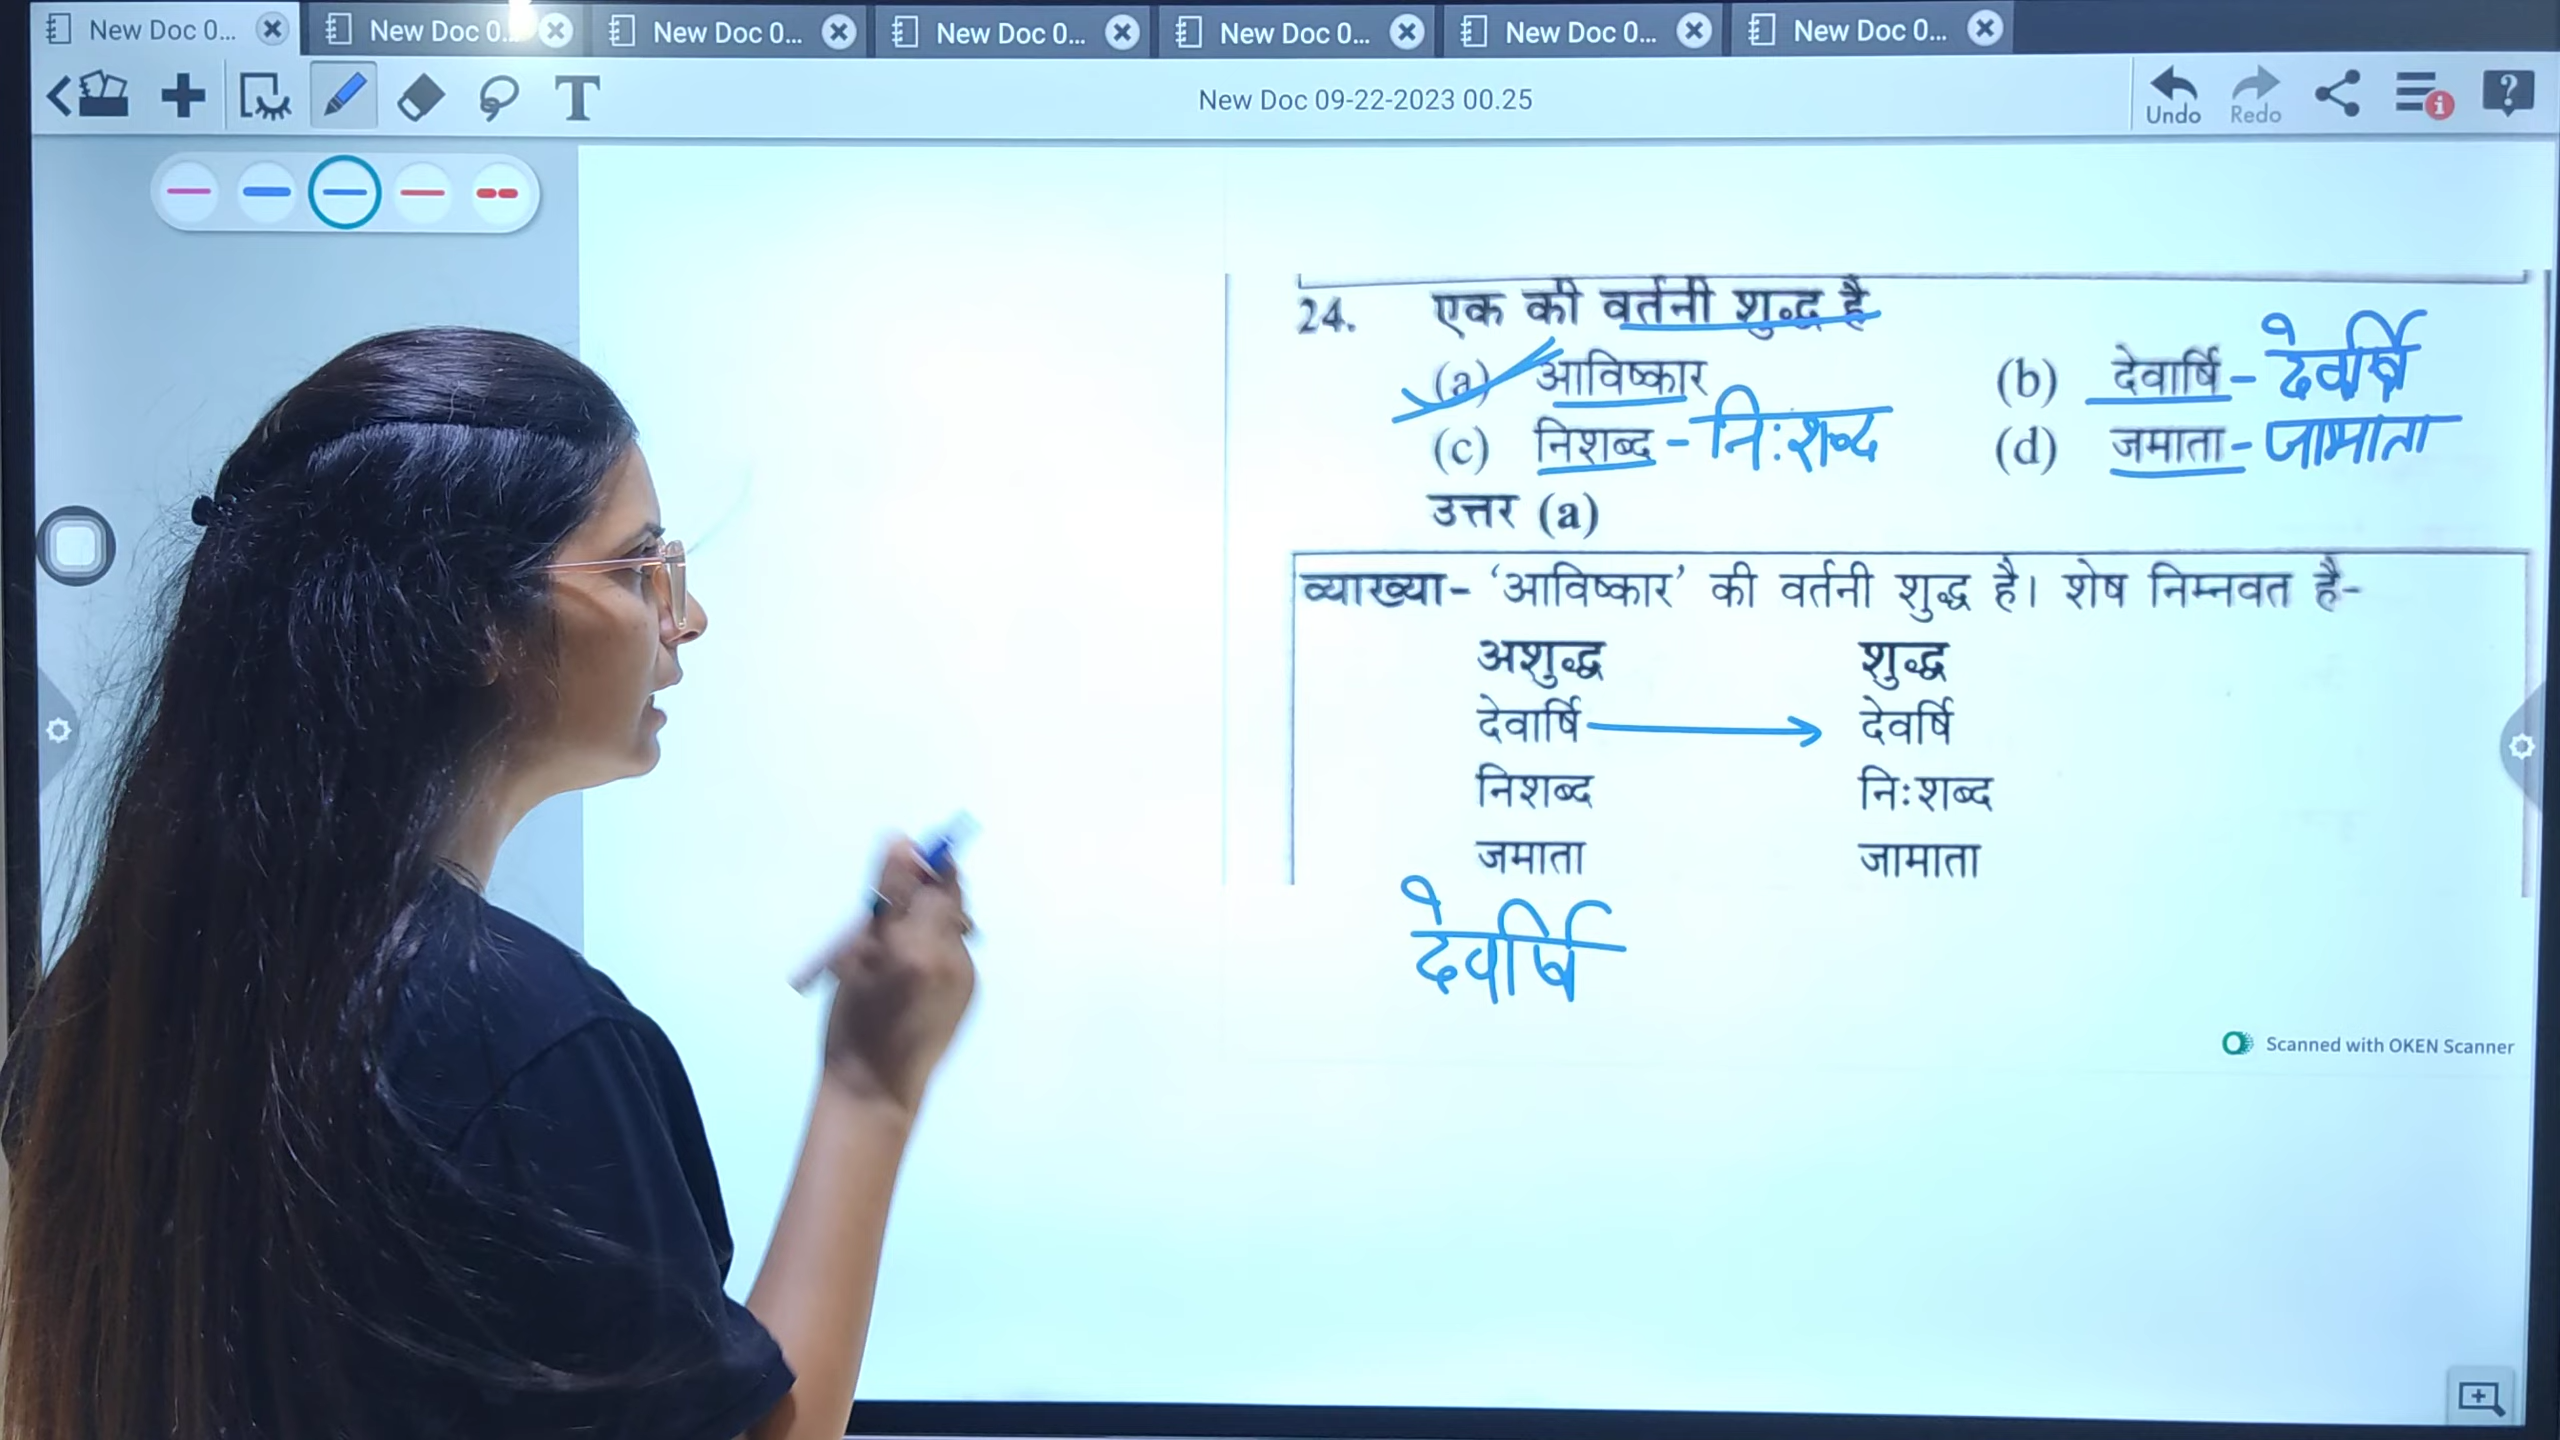 New Doc 0... New Doc 0... New Doc 0... New Doc 0... New Doc 0... New Doc 0... New Doc 0...
T New Doc 09-22-2023 00.25 Undo Redo ?
24. एक की वर्तनी शुद्ध है
(a) आविष्कार (b) देवार्षि - देवर्षि
(c) निशब्द - नि:शब्द (d) जमाता - जामाता
उत्तर (a)
व्याख्या- ‘आविष्कार’ की वर्तनी शुद्ध है। शेष निम्नवत है-
अशुद्ध शुद्ध
देवार्षि → देवर्षि
निशब्द निःशब्द
जमाता जामाता
देवर्षि
Scanned with OKEN Scanner